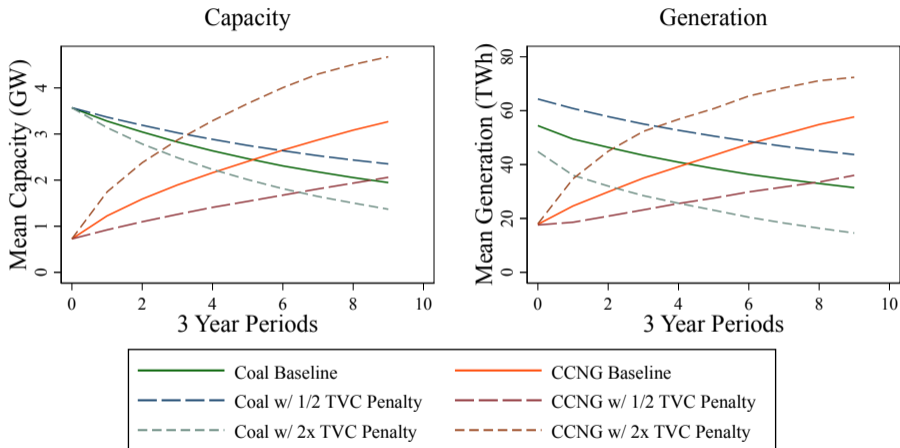 Capacity
Generation
Mean Capacity (GW)
4
3
2
1
0
0 2 4 6 8 10
3 Year Periods
Mean Generation (TWh)
80
60
40
20
0
0 2 4 6 8 10
3 Year Periods
Coal Baseline
CCNG Baseline
Coal w/ 1/2 TVC Penalty
CCNG w/ 1/2 TVC Penalty
Coal w/ 2x TVC Penalty
CCNG w/ 2x TVC Penalty